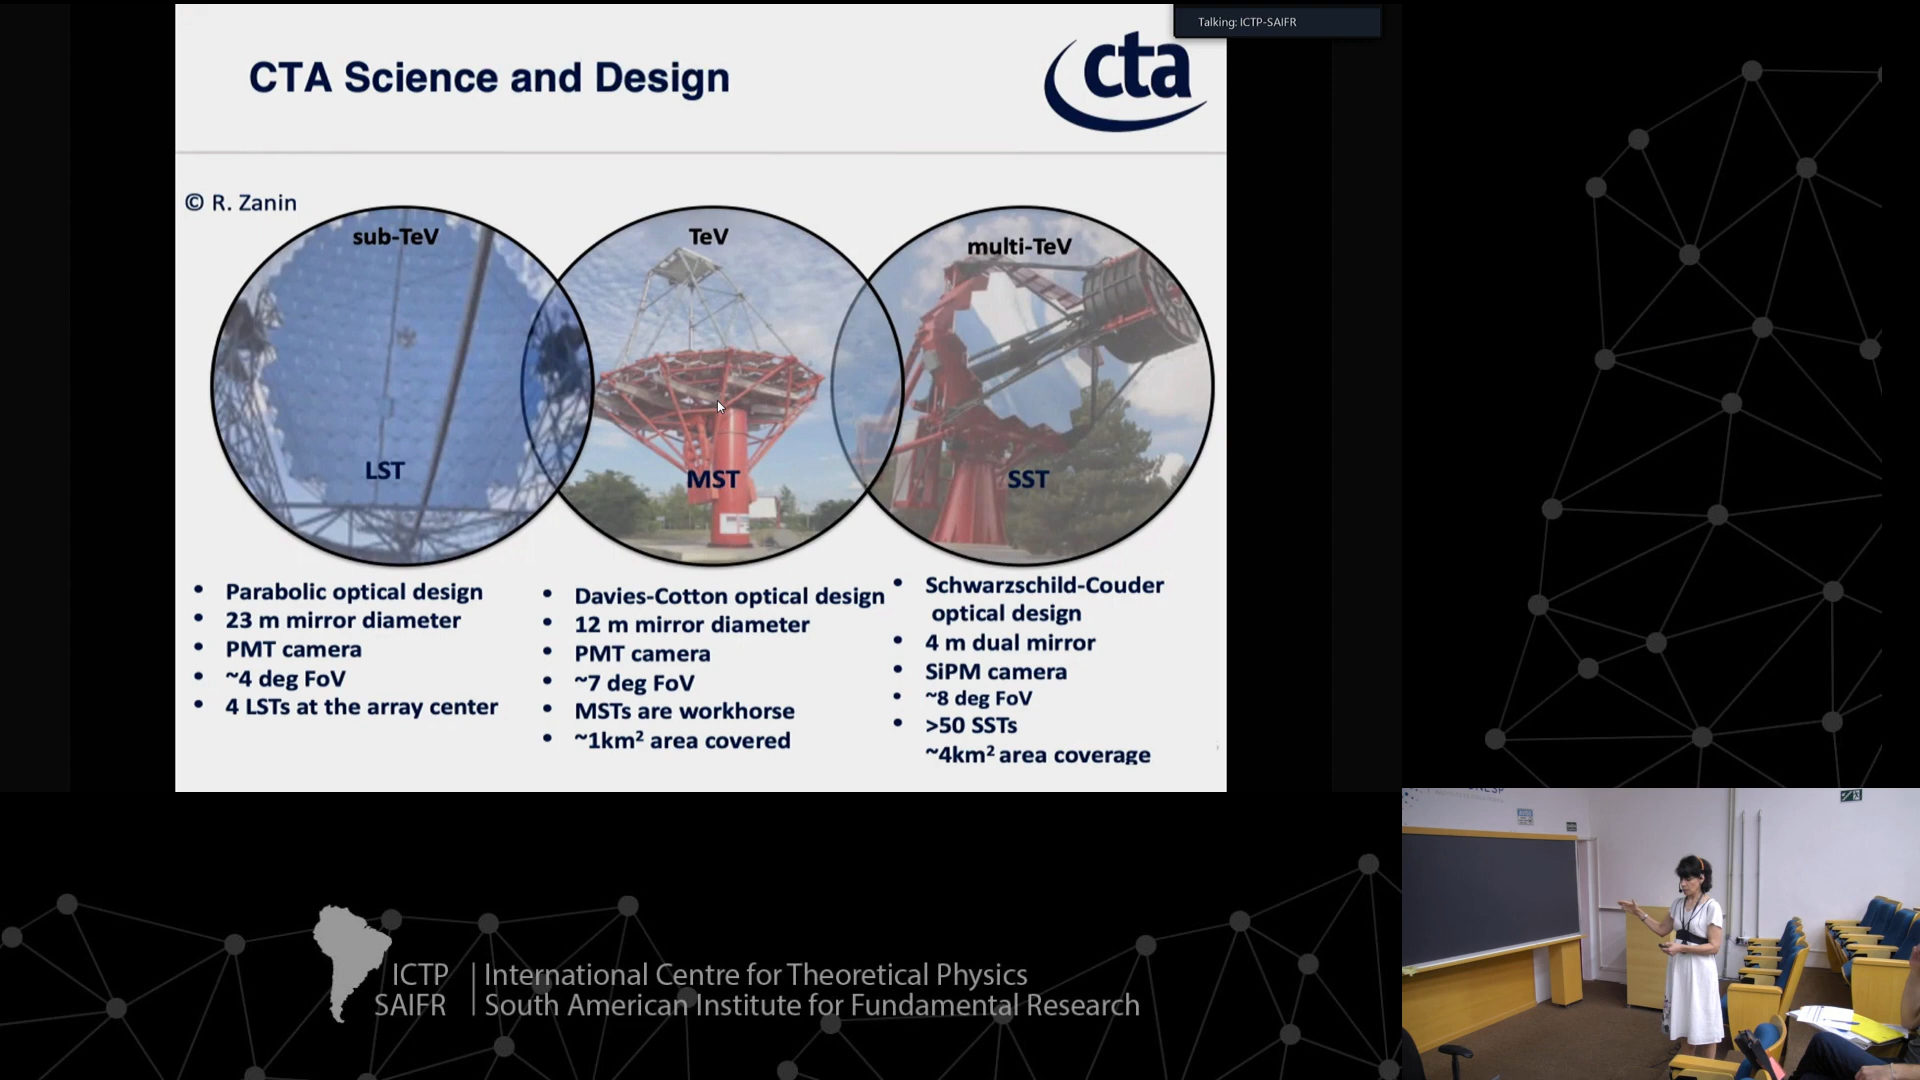 Talking: ICTP-SAIFR
CTA Science and Design
cta
© R. Zanin
sub-TeV
TeV
multi-TeV
LST
MST
SST
• Parabolic optical design
• 23 m mirror diameter
• PMT camera
• ~4 deg FoV
• 4 LSTs at the array center
• Davies-Cotton optical design
• 12 m mirror diameter
• PMT camera
• ~7 deg FoV
• MSTs are workhorse
• ~1km² area covered
• Schwarzschild-Couder
optical design
• 4 m dual mirror
• SiPM camera
• ~8 deg FoV
• >50 SSTs
~4km² area coverage
ICTP
SAIFR
International Centre for Theoretical Physics
South American Institute for Fundamental Research